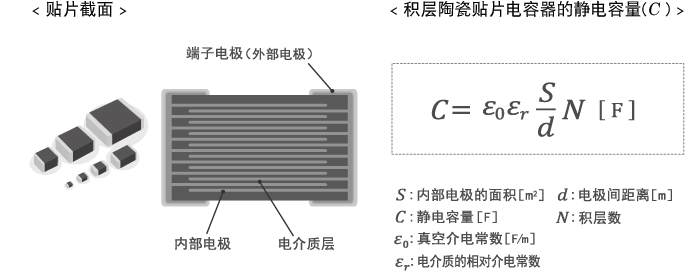 < 贴片截面 >
< 积层陶瓷贴片电容器的静电容量(C) >
端子电极(外部电极)
内部电极
电介质层
C= ε₀εᵣ S/d N [F]
S:内部电极的面积[m²] d:电极间距离[m]
C:静电容量[F] N:积层数
ε₀:真空介电常数[F/m]
εᵣ:电介质的相对介电常数